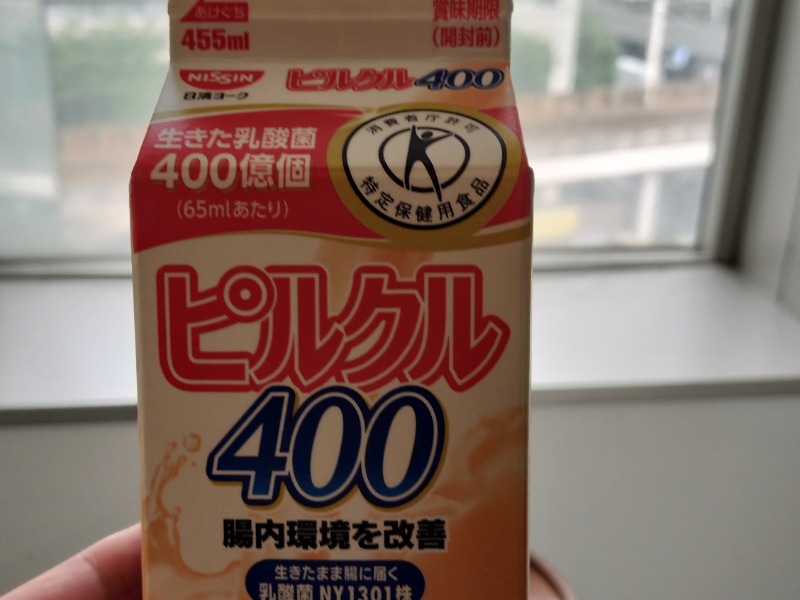 あけぐち
455ml
賞味期限
(開封前)
NISSIN
日清ヨーク
ピルクル400
生きた乳酸菌
400億個
(65mlあたり)
消費者庁許可
特定保健用食品
ピルクル
400
腸内環境を改善
生きたまま腸に届く
乳酸菌 NY1301株